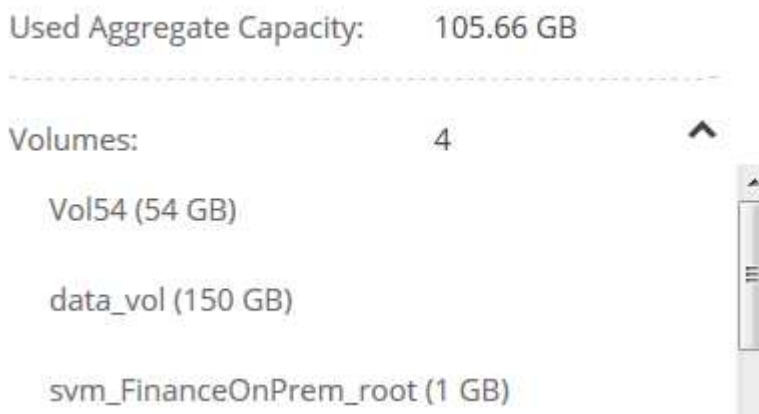 Used Aggregate Capacity: 105.66 GB
Volumes: 4
Vol54 (54 GB)
data_vol (150 GB)
svm_FinanceOnPrem_root (1 GB)